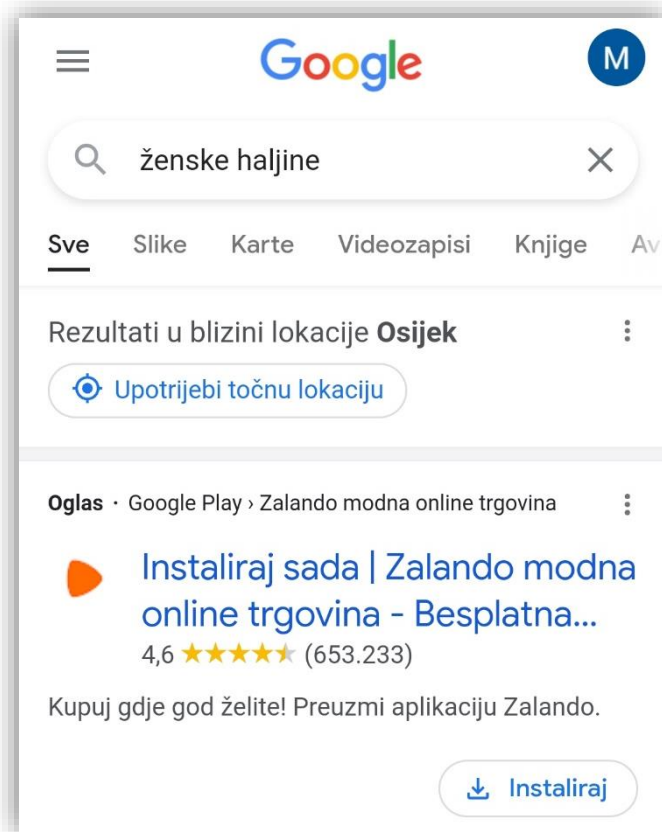 Google
M
ženske haljine
Sve Slike Karte Videozapisi Knjige Av
Rezultati u blizini lokacije Osijek
Upotrijebi točnu lokaciju
Oglas · Google Play › Zalando modna online trgovina
Instaliraj sada | Zalando modna
online trgovina - Besplatna...
4,6 (653.233)
Kupuj gdje god želite! Preuzmi aplikaciju Zalando.
Instaliraj